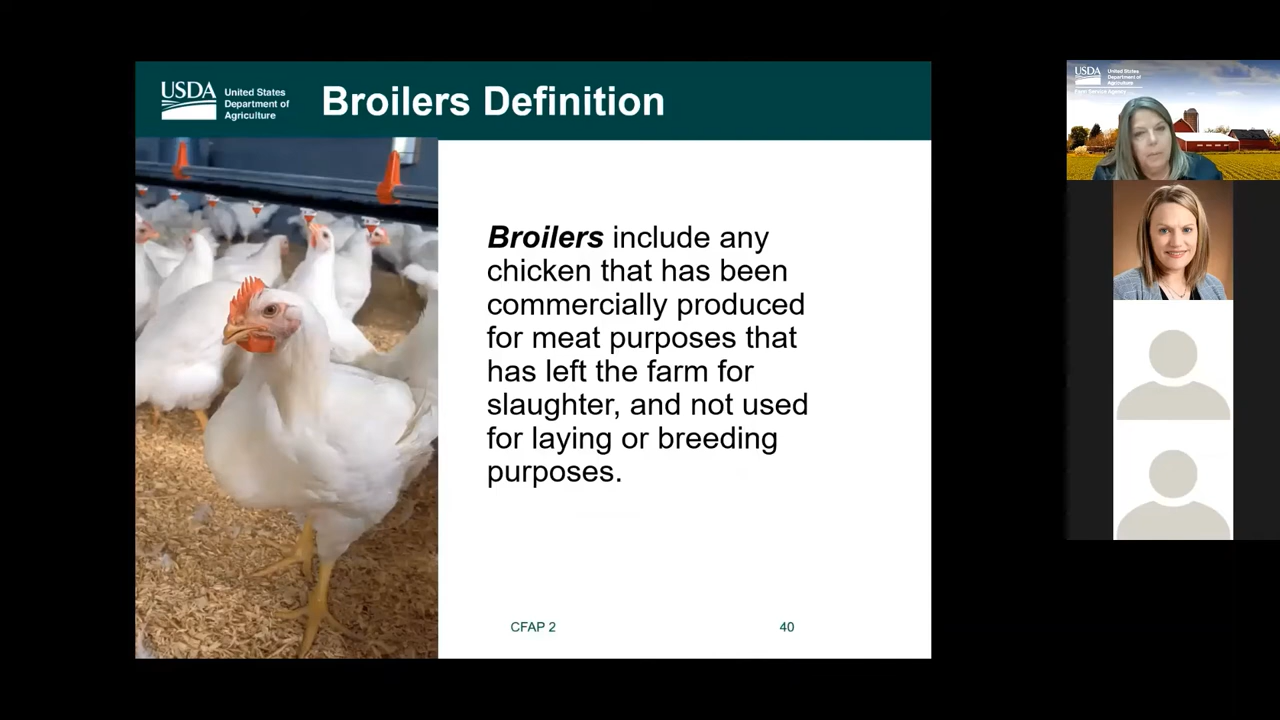 USDA
United States
Department of
Agriculture
Broilers Definition
Broilers include any
chicken that has been
commercially produced
for meat purposes that
has left the farm for
slaughter, and not used
for laying or breeding
purposes.
CFAP 2
40
USDA
United States
Department of
Agriculture
Farm Service Agency